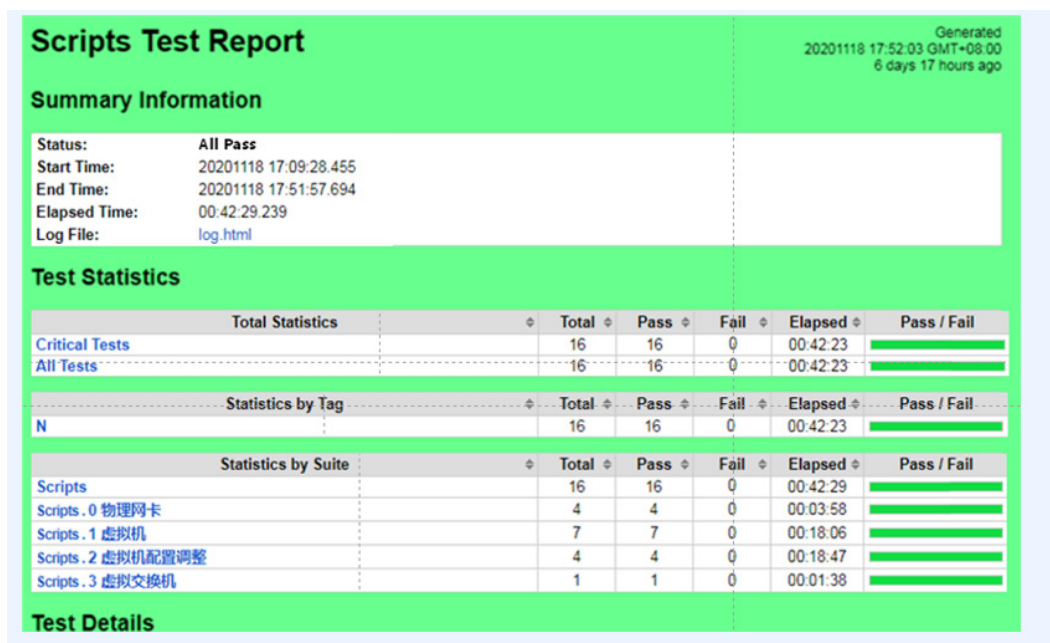 Scripts Test Report
Generated
20201118 17:52:03 GMT+08:00
6 days 17 hours ago
Summary Information
Status: All Pass
Start Time: 20201118 17:09:28.455
End Time: 20201118 17:51:57.694
Elapsed Time: 00:42:29.239
Log File: log.html
Test Statistics
Total Statistics Total Pass Fail Elapsed Pass / Fail
Critical Tests 16 16 0 00:42:23
All Tests 16 16 0 00:42:23
Statistics by Tag Total Pass Fail Elapsed Pass / Fail
N 16 16 0 00:42:23
Statistics by Suite Total Pass Fail Elapsed Pass / Fail
Scripts 16 16 0 00:42:29
Scripts . 0 物理网卡 4 4 0 00:03:58
Scripts . 1 虚拟机 7 7 0 00:18:06
Scripts . 2 虚拟机配置调整 4 4 0 00:18:47
Scripts . 3 虚拟交换机 1 1 0 00:01:38
Test Details